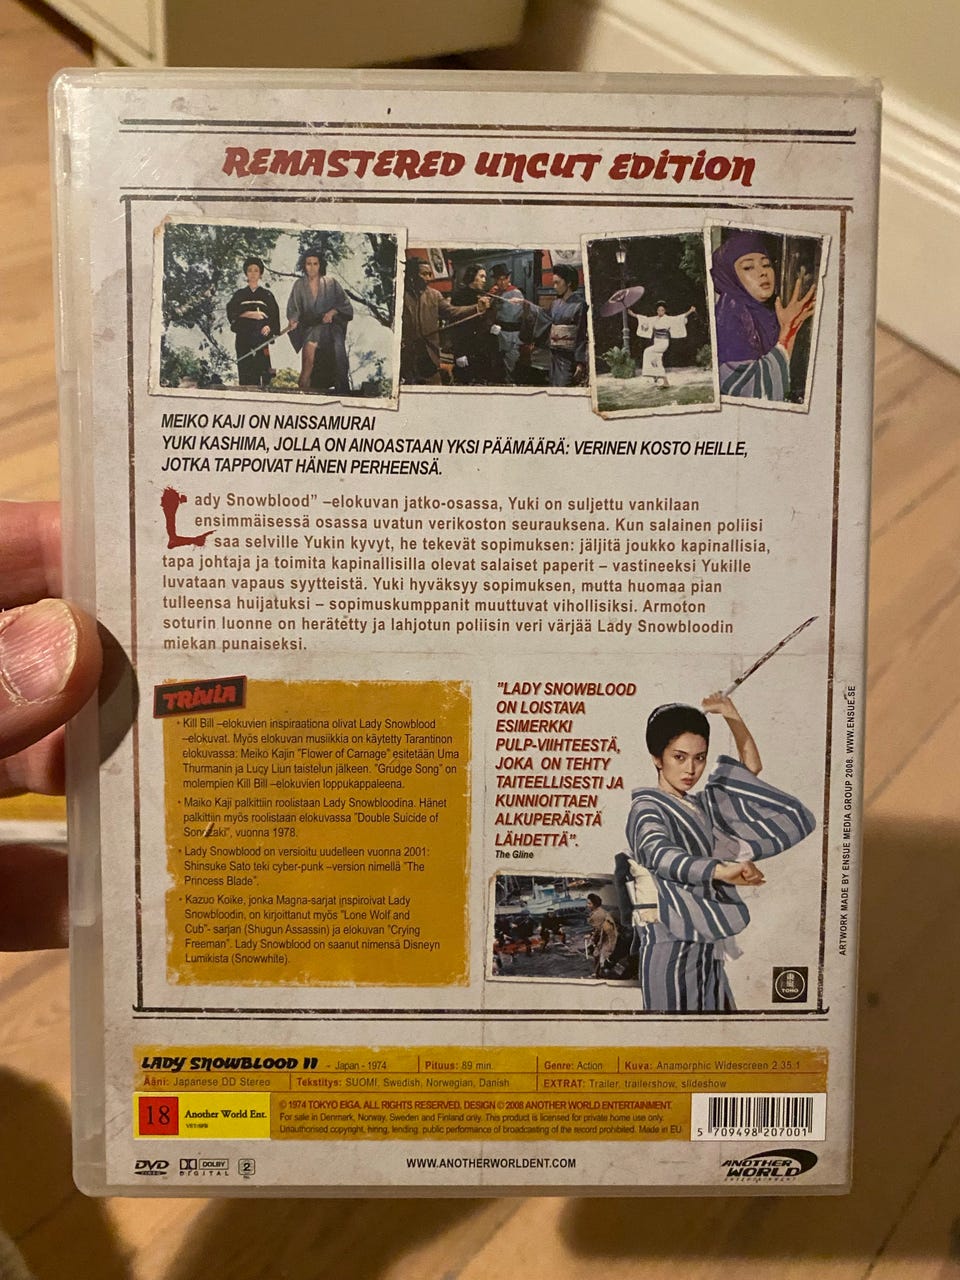 REMASTERED UNCUT EDITION
MEIKO KAJI ON NAISSAMURAI
YUKI KASHIMA, JOLLA ON AINOASTAAN YKSI PÄÄMÄÄRÄ: VERINEN KOSTO HEILLE,
JOTKA TAPPOIVAT HÄNEN PERHEENSÄ.
Lady Snowblood” –elokuvan jatko-osassa, Yuki on suljettu vankilaan
ensimmäisessä osassa uvatun verikoston seurauksena. Kun salainen poliisi
saa selville Yukin kyvyt, he tekevät sopimuksen: jäljitä joukko kapinallisia,
tapa johtaja ja toimita kapinallisilla olevat salaiset paperit – vastineeksi Yukille
luvataan vapaus syytteistä. Yuki hyväksyy sopimuksen, mutta huomaa pian
tulleensa huijatuksi – sopimuskumppanit muuttuvat vihollisiksi. Armoton
soturin luonne on herätetty ja lahjotun poliisin veri värjää Lady Snowbloodin
miekan punaiseksi.
TRIVIA
• Kill Bill –elokuvien inspiraationa olivat Lady Snowblood
–elokuvat. Myös elokuvan musiikkia on käytetty Tarantinon
elokuvassa: Meiko Kajin "Flower of Carnage" esitetään Uma
Thurmanin ja Lucy Liun taistelun jälkeen. "Grudge Song" on
molempien Kill Bill –elokuvien loppukappaleena.
• Maiko Kaji palkittiin roolistaan Lady Snowbloodina. Hänet
palkittiin myös roolistaan elokuvassa "Double Suicide of
Sonezaki", vuonna 1978.
• Lady Snowblood on versioitu uudelleen vuonna 2001:
Shinsuke Sato teki cyber-punk –version nimellä "The
Princess Blade".
• Kazuo Koike, jonka Magna-sarjat inspiroivat Lady
Snowbloodin, on kirjoittanut myös "Lone Wolf and
Cub"- sarjan (Shugun Assassin) ja elokuvan "Crying
Freeman". Lady Snowblood on saanut nimensä Disneyn
Lumikista (Snowwhite).
”LADY SNOWBLOOD
ON LOISTAVA
ESIMERKKI
PULP-VIIHTEESTÄ,
JOKA ON TEHTY
TAITEELLISESTI JA
KUNNIOITTAEN
ALKUPERÄISTÄ
LÄHDETTÄ”.
The Gline
TOHO
ARTWORK MADE BY ENSUE MEDIA GROUP 2008. WWW.ENSUE.SE
LADY SNOWBLOOD II - Japan - 1974 Pituus: 89 min. Genre: Action Kuva: Anamorphic Widescreen 2.35:1
Ääni: Japanese DD Stereo Tekstitys: SUOMI, Swedish, Norwegian, Danish EXTRAT: Trailer, trailershow, slideshow
18 Another World Ent.
© 1974 TOKYO EIGA. ALL RIGHTS RESERVED. DESIGN © 2008 ANOTHER WORLD ENTERTAINMENT.
For sale in Denmark, Norway, Sweden and Finland only. This product is licensed for private home use only.
Unauthorised copyright, hiring, lending, public performance of broadcasting of the record prohibited. Made in EU
5 709498 207001
DVD VIDEO DOLBY DIGITAL 2
WWW.ANOTHERWORLDENT.COM
ANOTHER WORLD ENTERTAINMENT